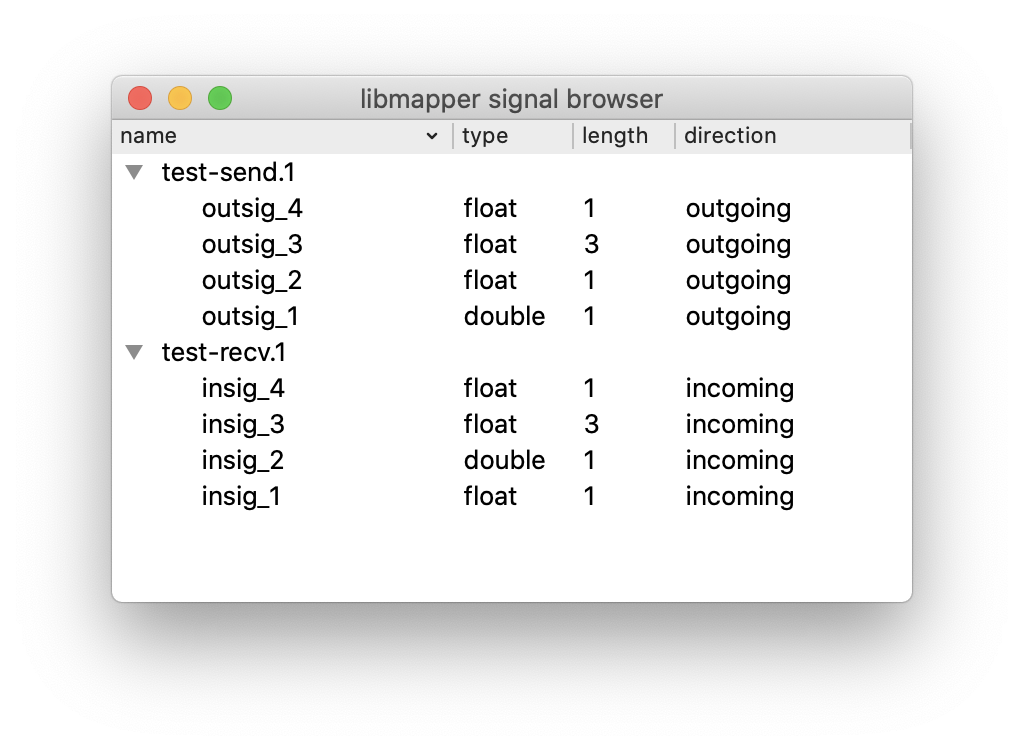 libmapper signal browser
name type length direction
test-send.1
outsig_4 float 1 outgoing
outsig_3 float 3 outgoing
outsig_2 float 1 outgoing
outsig_1 double 1 outgoing
test-recv.1
insig_4 float 1 incoming
insig_3 float 3 incoming
insig_2 double 1 incoming
insig_1 float 1 incoming